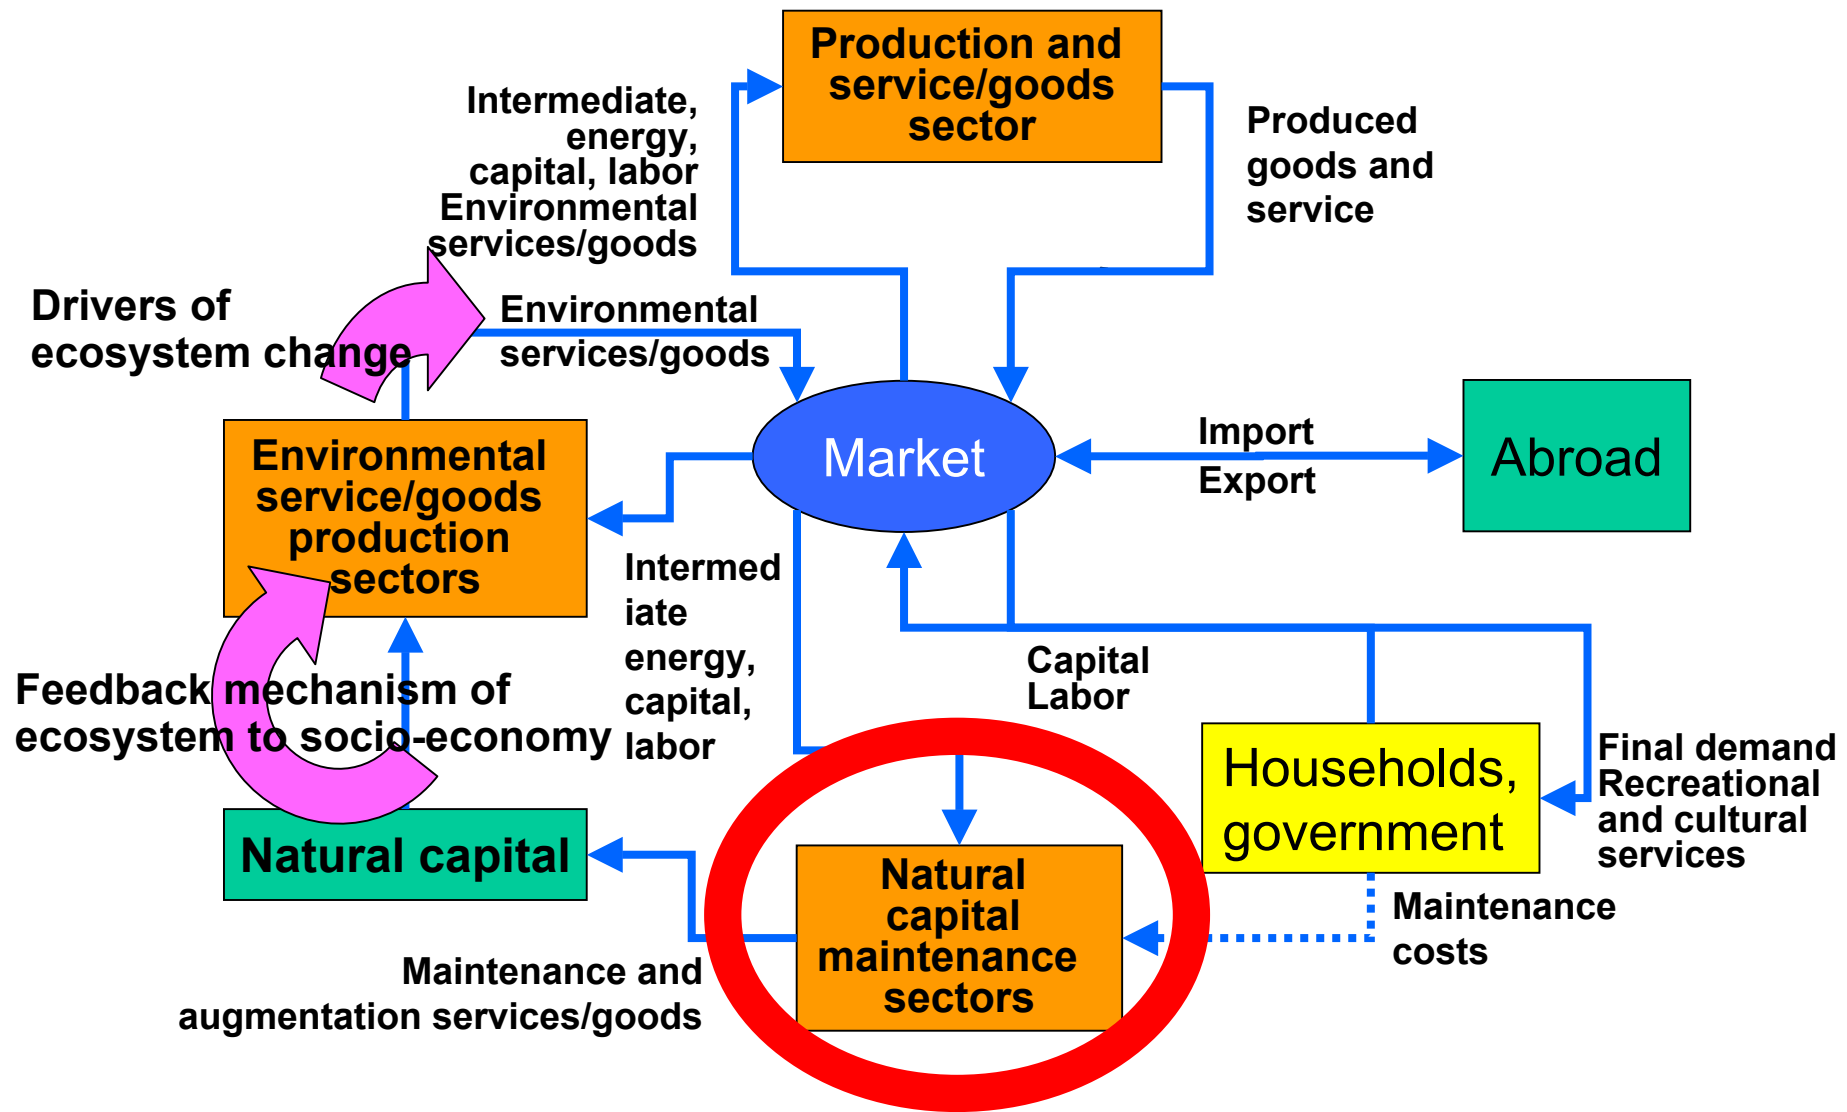 Production and
service/goods
sector
Intermediate,
energy,
capital, labor
Environmental
services/goods
Produced
goods and
service
Drivers of
ecosystem change
Environmental
services/goods
Market
Import
Export
Abroad
Environmental
service/goods
production
sectors
Intermed
iate
energy,
capital,
labor
Capital
Labor
Feedback mechanism of
ecosystem to socio-economy
Households,
government
Final demand
Recreational
and cultural
services
Natural capital
Natural
capital
maintenance
sectors
Maintenance
costs
Maintenance and
augmentation services/goods